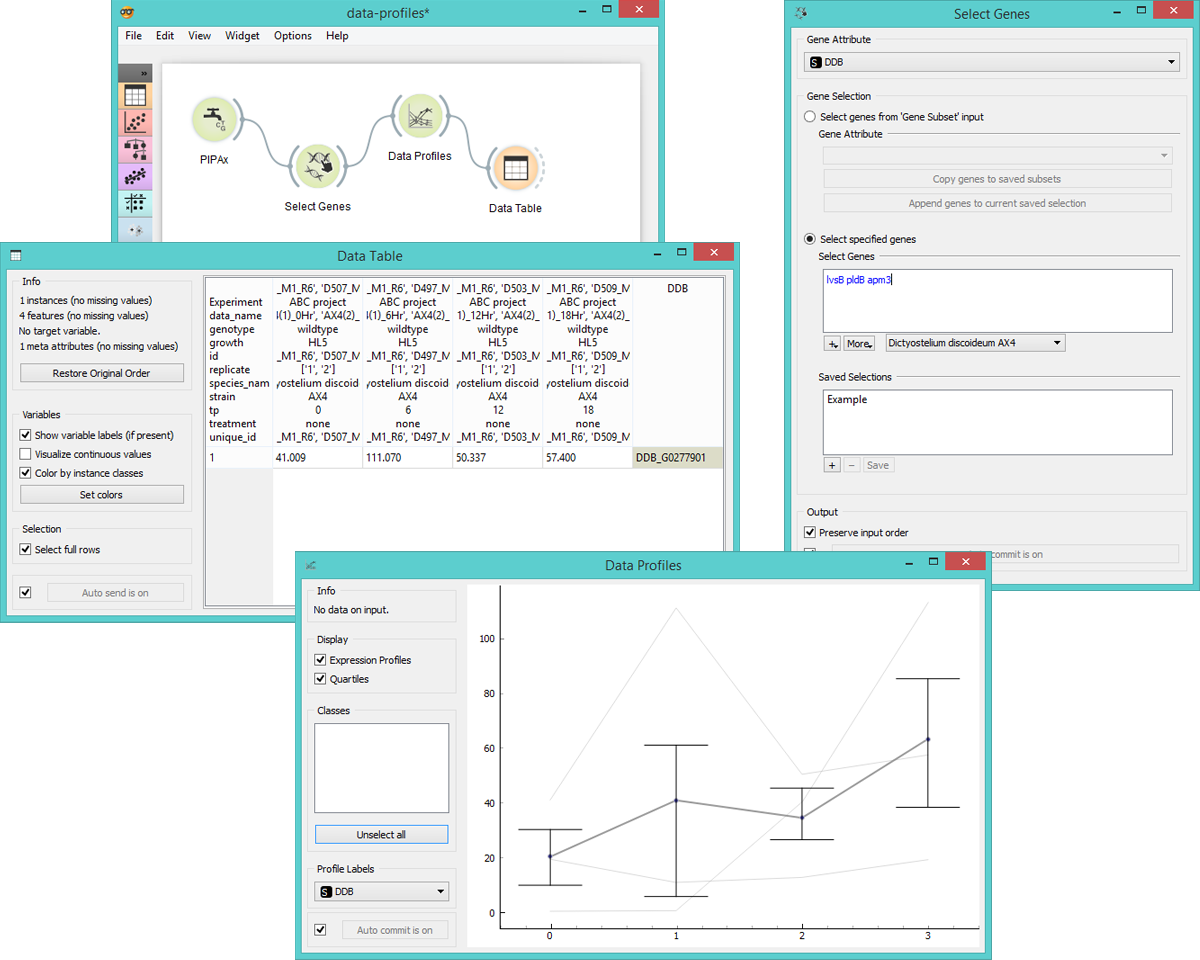 data-profiles*
File Edit View Widget Options Help
»
PIPAx
Select Genes
Data Profiles
Data Table
Select Genes
Gene Attribute
S DDB
Gene Selection
Select genes from 'Gene Subset' input
Gene Attribute
Copy genes to saved subsets
Append genes to current saved selection
Select specified genes
Select Genes
lvsB pldB apm3
+ More Dictyostelium discoideum AX4
Saved Selections
Example
+ − Save
Output
Preserve input order
commit is on
Data Table
Info
1 instances (no missing values)
4 features (no missing values)
No target variable.
1 meta attributes (no missing values)
Restore Original Order
Variables
Show variable labels (if present)
Visualize continuous values
Color by instance classes
Set colors
Selection
Select full rows
Auto send is on
_M1_R6', 'D507_M _M1_R6', 'D497_M _M1_R6', 'D503_M _M1_R6', 'D509_M DDB
Experiment ABC project ABC project ABC project ABC project
data_name (1)_0Hr', 'AX4(2)_ (1)_6Hr', 'AX4(2)_ 1)_12Hr', 'AX4(2)_ 1)_18Hr', 'AX4(2)_
genotype wildtype wildtype wildtype wildtype
growth HL5 HL5 HL5 HL5
id _M1_R6', 'D507_M _M1_R6', 'D497_M _M1_R6', 'D503_M _M1_R6', 'D509_M
replicate ['1', '2'] ['1', '2'] ['1', '2'] ['1', '2']
species_nam yostelium discoid yostelium discoid yostelium discoid yostelium discoid
strain AX4 AX4 AX4 AX4
tp 0 6 12 18
treatment none none none none
unique_id _M1_R6', 'D507_M _M1_R6', 'D497_M _M1_R6', 'D503_M _M1_R6', 'D509_M
1 41.009 111.070 50.337 57.400 DDB_G0277901
Data Profiles
Info
No data on input.
Display
Expression Profiles
Quartiles
Classes
Unselect all
Profile Labels
S DDB
Auto commit is on
100
80
60
40
20
0
0 1 2 3